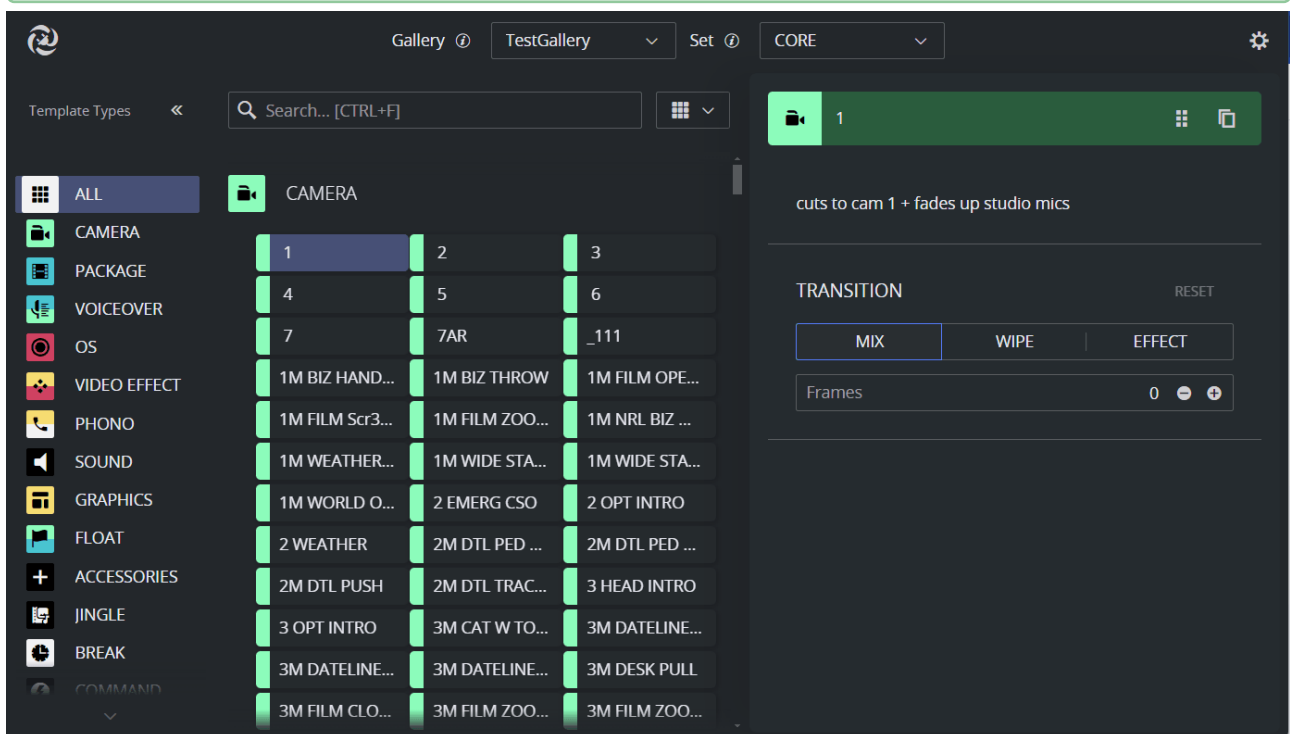 Gallery TestGallery Set CORE
Template Types
Search... [CTRL+F]
ALL
CAMERA
PACKAGE
VOICEOVER
OS
VIDEO EFFECT
PHONO
SOUND
GRAPHICS
FLOAT
ACCESSORIES
JINGLE
BREAK
COMMAND
CAMERA
1 2 3
4 5 6
7 7AR _111
1M BIZ HAND... 1M BIZ THROW 1M FILM OPE...
1M FILM Scr3... 1M FILM ZOO... 1M NRL BIZ ...
1M WEATHER... 1M WIDE STA... 1M WIDE STA...
1M WORLD O... 2 EMERG CSO 2 OPT INTRO
2 WEATHER 2M DTL PED ... 2M DTL PED ...
2M DTL PUSH 2M DTL TRAC... 3 HEAD INTRO
3 OPT INTRO 3M CAT W TO... 3M DATELINE...
3M DATELINE... 3M DATELINE... 3M DESK PULL
3M FILM CLO... 3M FILM ZOO... 3M FILM ZOO...
1
cuts to cam 1 + fades up studio mics
TRANSITION RESET
MIX WIPE EFFECT
Frames 0